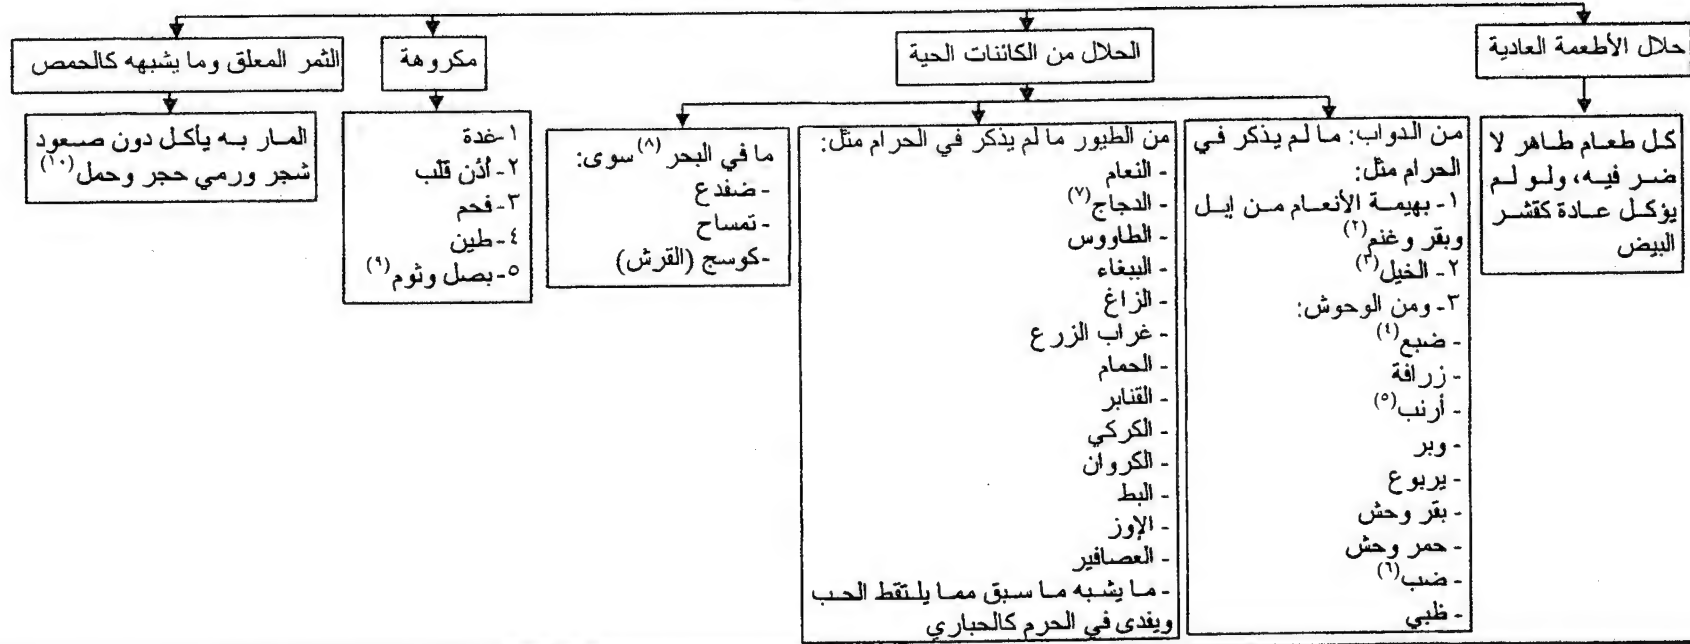 حلال الأطعمة العادية
كل طعام طاهر لا
ضر فيه، ولو لم
يؤكل عادة كقشر
البيض
الحلال من الكائنات الحية
من الدواب: ما لم يذكر في
الحرام مثل:
١- بهيمة الأنعام من إبل
وبقر وغنم(٢)
٢- الخيل(٣)
٣- ومن الوحوش:
- ضبع(٤)
- زرافة
- أرنب(٥)
- وبر
- يربوع
- بقر وحش
- حمر وحش
- ضب(٦)
- ظبي
من الطيور ما لم يذكر في الحرام مثل:
- النعام
- الدجاج(٧)
- الطاووس
- الببغاء
- الزاغ
- غراب الزرع
- الحمام
- القنابر
- الكركي
- الكروان
- البط
- الإوز
- العصافير
- ما يشبه ما سبق مما يلتقط الحب
ويفدى في الحرم كالحباري
ما في البحر(٨) سوى:
- ضفدع
- تمساح
- كوسج (القرش)
مكروهة
١- غدة
٢- أذن قلب
٣- فحم
٤- طين
٥- بصل وثوم(٩)
الثمر المعلق وما يشبهه كالحمص
المار به يأكل دون صعود
شجر ورمي حجر وحمل(١٠)